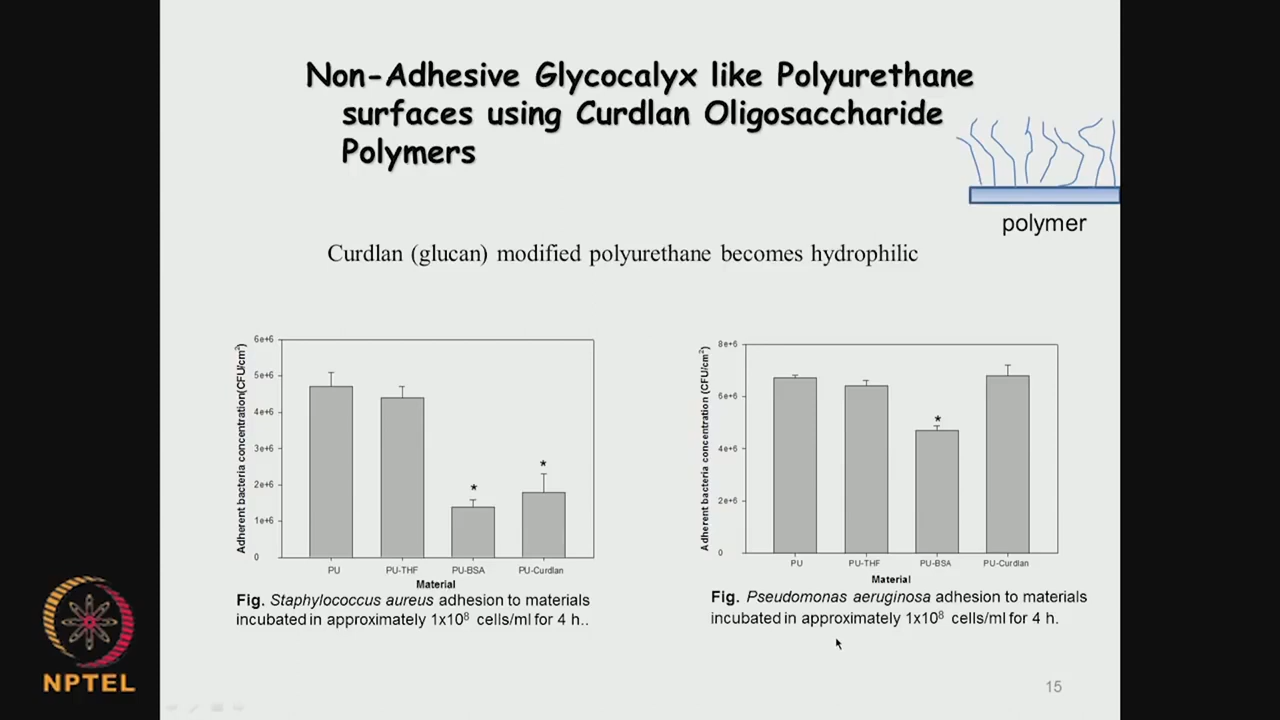 Non-Adhesive Glycocalyx like Polyurethane
surfaces using Curdlan Oligosaccharide
Polymers
polymer
Curdlan (glucan) modified polyurethane becomes hydrophilic
Adherent bacteria concentration(CFU/cm²)
6e+6
5e+6
4e+6
3e+6
2e+6
1e+6
0
*
*
PU PU-THF PU-BSA PU-Curdlan
Material
Fig. Staphylococcus aureus adhesion to materials
incubated in approximately 1x10⁸ cells/ml for 4 h..
Adherent bacteria concentration (CFU/cm²)
8e+6
6e+6
4e+6
2e+6
0
*
PU PU-THF PU-BSA PU-Curdlan
Material
Fig. Pseudomonas aeruginosa adhesion to materials
incubated in approximately 1x10⁸ cells/ml for 4 h.
NPTEL
15